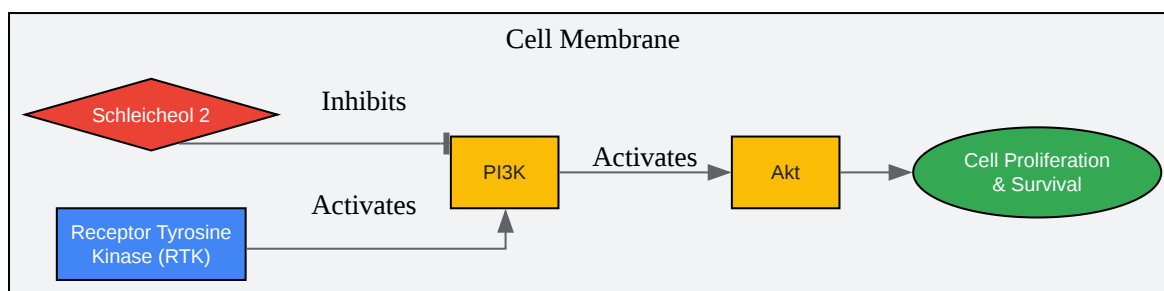 Cell Membrane
Schleicheol 2
Inhibits
PI3K
Activates
Akt
Cell Proliferation
& Survival
Activates
Receptor Tyrosine
Kinase (RTK)